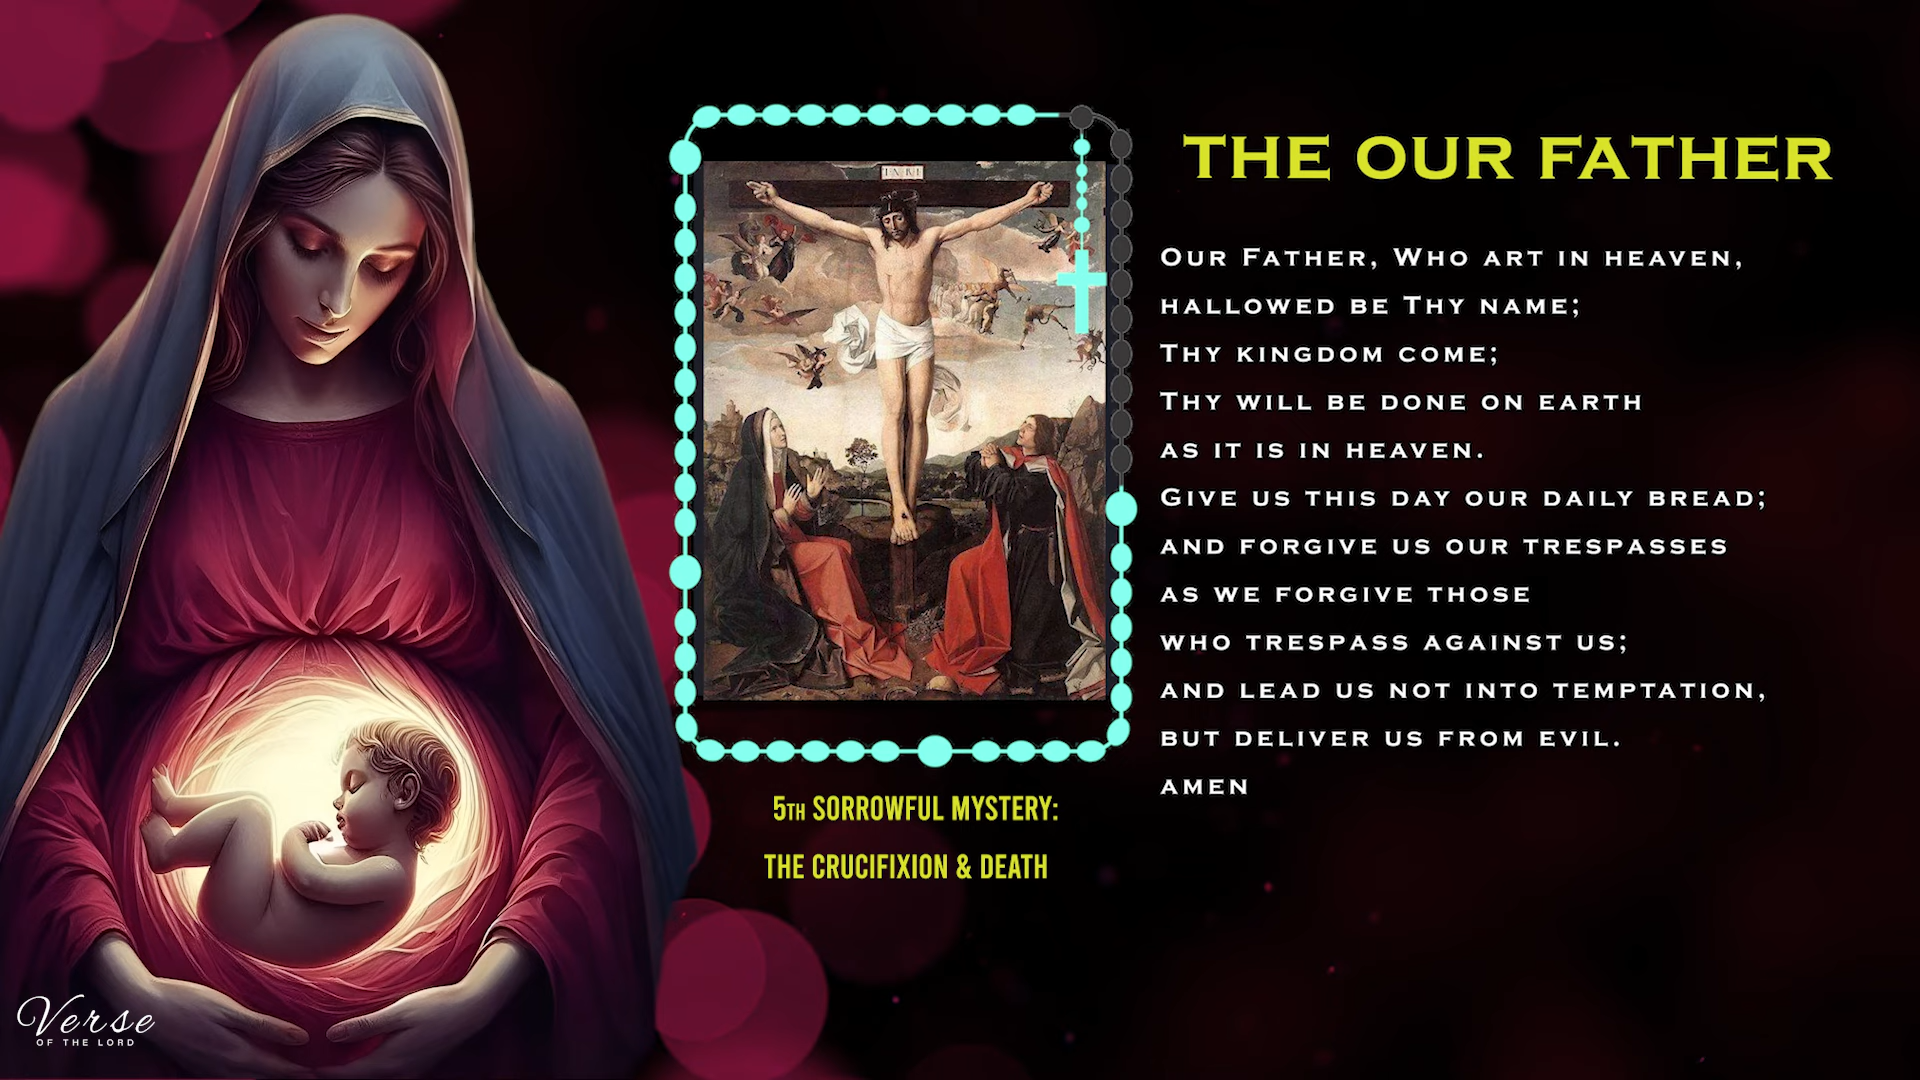 INRI
THE OUR FATHER
Our Father, Who art in heaven,
hallowed be Thy name;
Thy kingdom come;
Thy will be done on earth
as it is in heaven.
Give us this day our daily bread;
and forgive us our trespasses
as we forgive those
who trespass against us;
and lead us not into temptation,
but deliver us from evil.
amen
5TH SORROWFUL MYSTERY:
THE CRUCIFIXION & DEATH
Verse
OF THE LORD